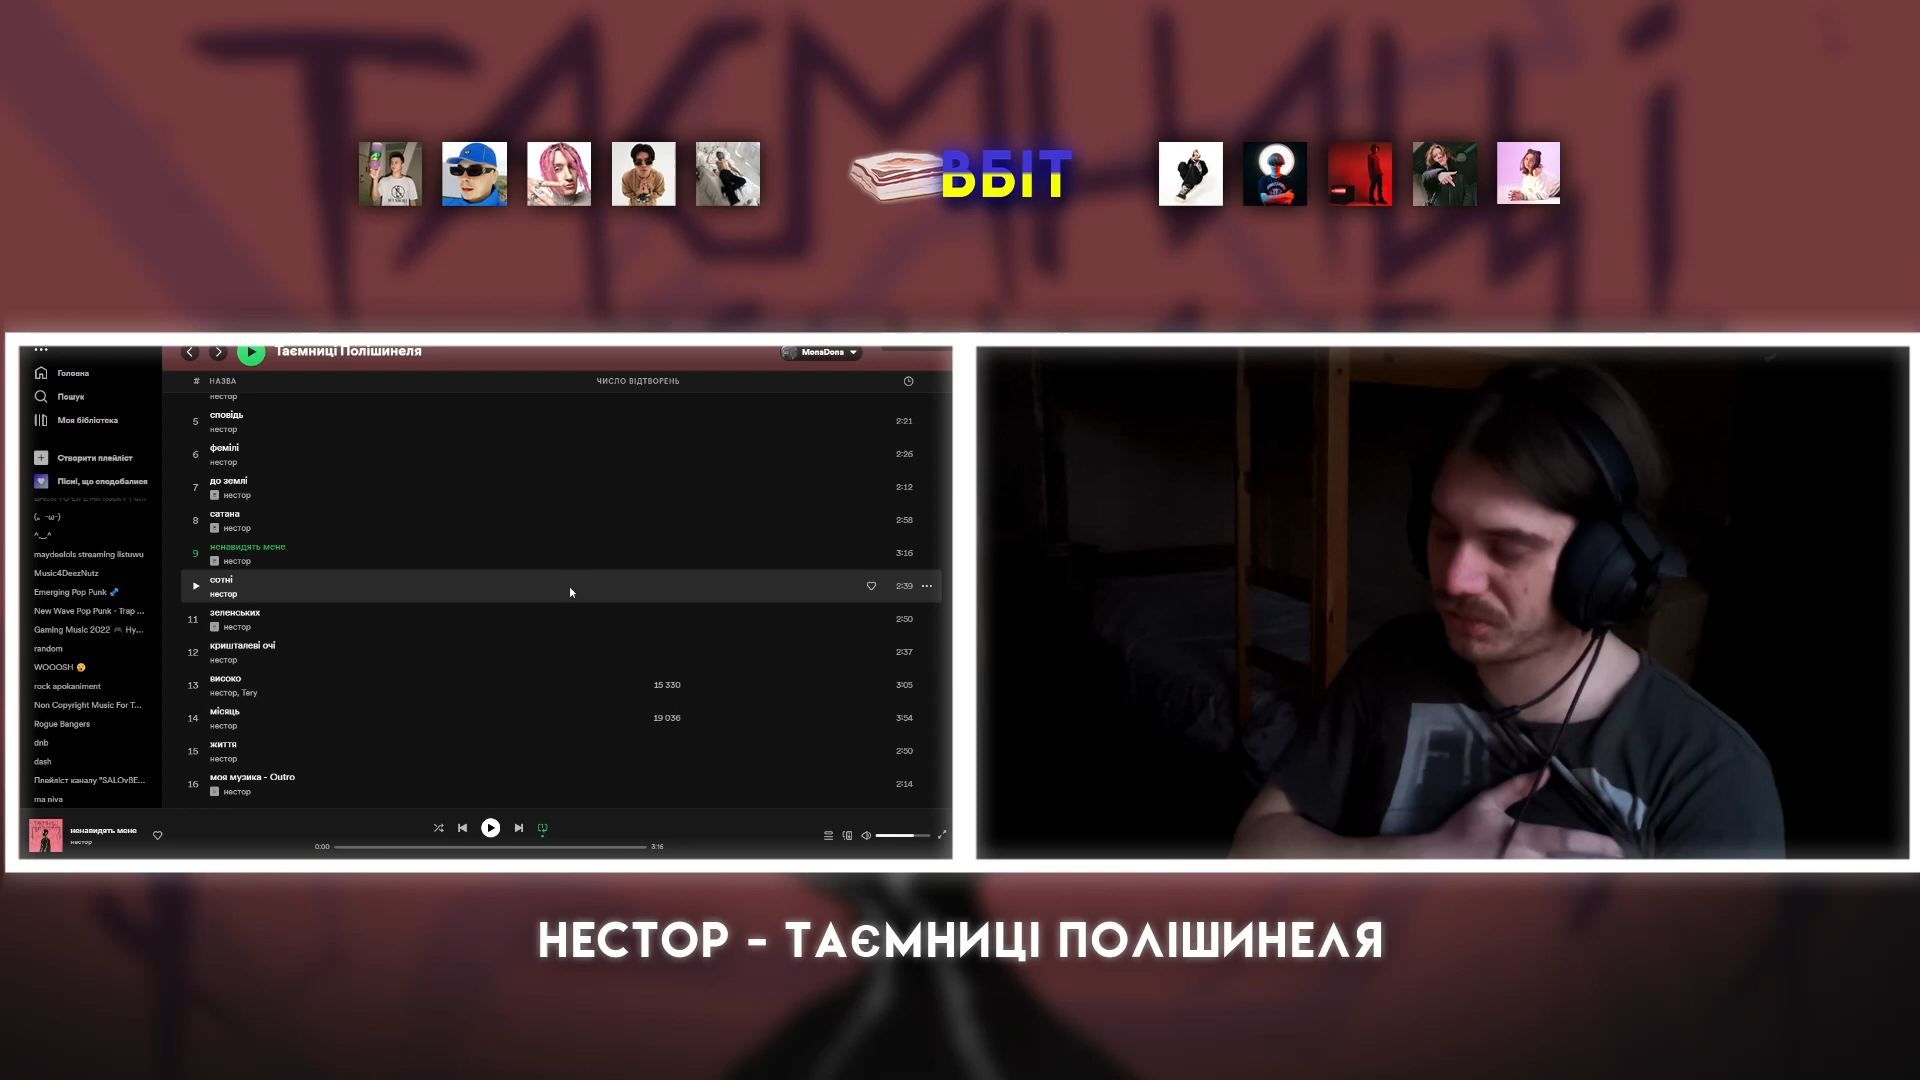 ТАЄМНИЦІ
ВБІТ
Таємниці Полішинеля
MonaDona
Головна
Пошук
Моя бібліотека
Створити плейліст
Пісні, що сподобалися
(。-ω-)
^‿^
maydeelols streaming listuwu
Music4DeezNutz
Emerging Pop Punk
New Wave Pop Punk - Trap ...
Gaming Music 2022 🎮 Hy...
random
WOOOSH 😮
rock apokaniment
Non Copyright Music For T...
Rogue Bangers
dnb
dash
Плейліст каналу "SALOvBE...
ma niva
# НАЗВА ЧИСЛО ВІДТВОРЕНЬ
нестор
5 сповідь 2:21
нестор
6 фемілі 2:26
нестор
7 до землі 2:12
E нестор
8 сатана 2:58
E нестор
9 ненавидять мене 3:16
E нестор
сотні 2:39
нестор
11 зеленських 2:50
E нестор
12 кришталеві очі 2:37
нестор
13 високо 15 330 3:05
нестор, Tery
14 місяць 19 036 3:54
нестор
15 життя 2:50
нестор
16 моя музика - Outro 2:14
E нестор
ненавидять мене
нестор
0:00 3:16
НЕСТОР - ТАЄМНИЦІ ПОЛІШИНЕЛЯ